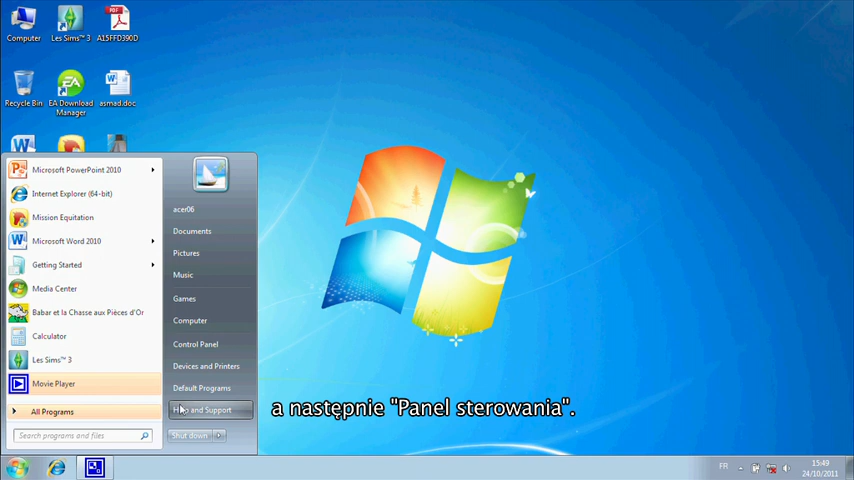 Computer
Les Sims™ 3
A15FFD390D
Recycle Bin
EA Download Manager
asmad.doc
Microsoft PowerPoint 2010
Internet Explorer (64-bit)
Mission Equitation
Microsoft Word 2010
Getting Started
Media Center
Babar et la Chasse aux Pièces d'Or
Calculator
Les Sims™ 3
Movie Player
All Programs
Search programs and files
acer06
Documents
Pictures
Music
Games
Computer
Control Panel
Devices and Printers
Default Programs
Help and Support
Shut down
a następnie "Panel sterowania".
FR
15:49
24/10/2011